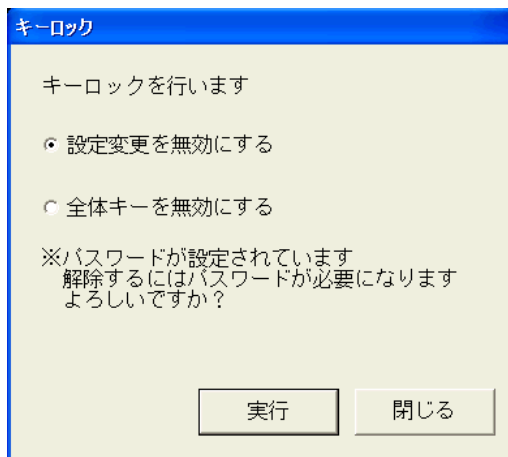 キーロック
キーロックを行います
設定変更を無効にする
全体キーを無効にする
※パスワードが設定されています
解除するにはパスワードが必要になります
よろしいですか？
実行
閉じる